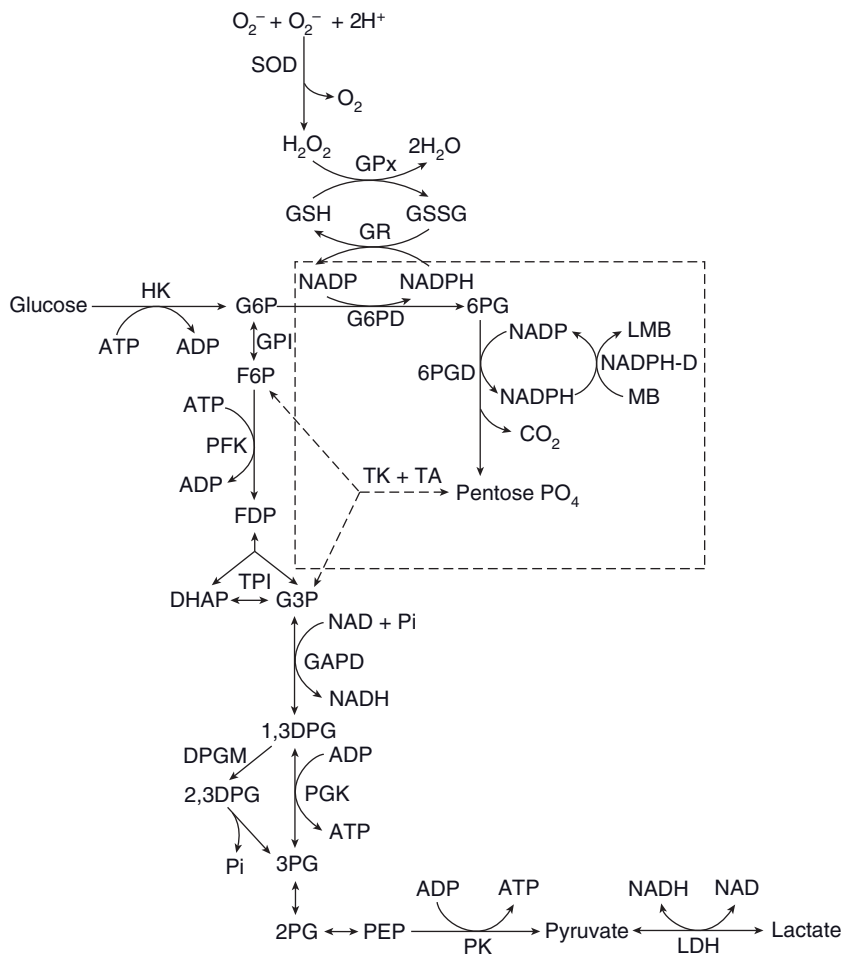 O₂⁻ + O₂⁻ + 2H⁺
SOD
O₂
H₂O₂ 2H₂O
GPx
GSH GSSG
GR
NADP NADPH
Glucose HK G6P G6PD 6PG
ATP ADP
GPI
NADP LMB
6PGD NADPH-D
NADPH MB
CO₂
F6P
ATP
PFK
ADP
TK + TA Pentose PO₄
FDP
TPI
DHAP G3P
NAD + Pi
GAPD
NADH
1,3DPG
DPGM ADP
2,3DPG PGK
ATP
Pi 3PG
ADP ATP NADH NAD
2PG PEP PK Pyruvate LDH Lactate